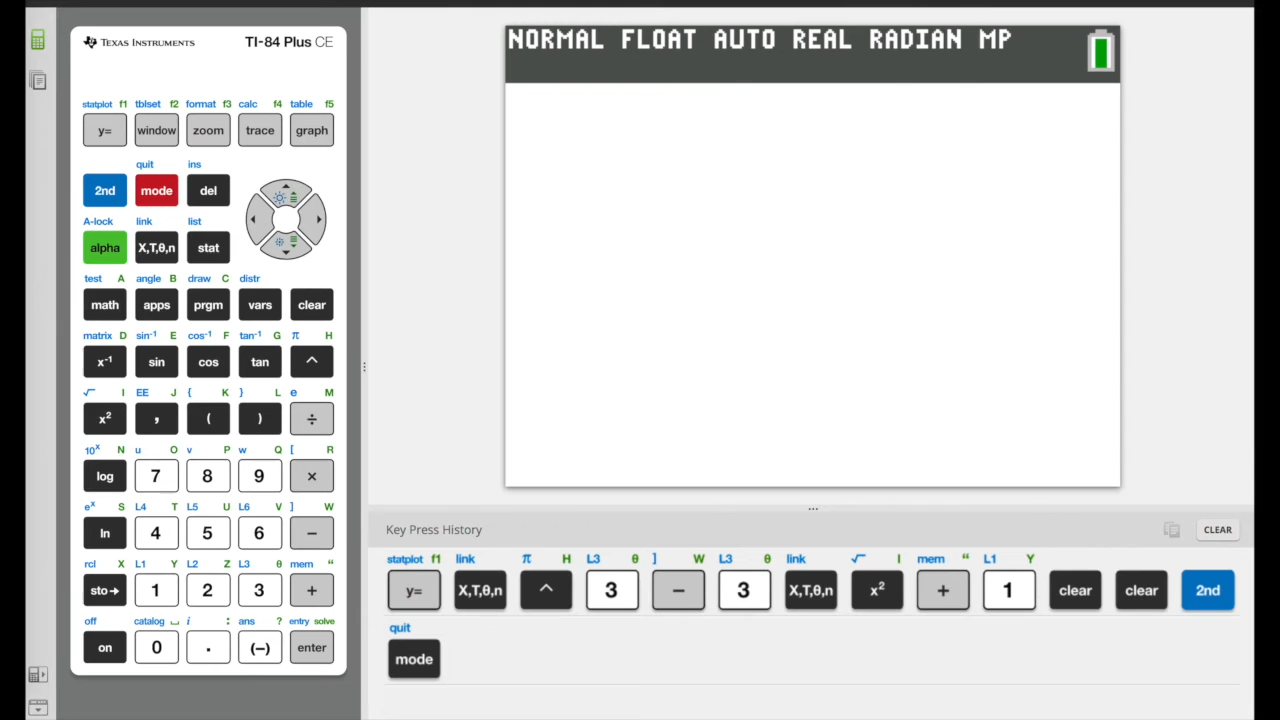 TEXAS INSTRUMENTS TI-84 Plus CE
statplot f1 tblset f2 format f3 calc f4 table f5
y= window zoom trace graph
quit ins
2nd mode del
A-lock link list
alpha X,T,θ,n stat
test A angle B draw C distr
math apps prgm vars clear
matrix D sin⁻¹ E cos⁻¹ F tan⁻¹ G π H
x⁻¹ sin cos tan ^
√ I EE J { K } L e M
x² , ( ) ÷
10ˣ N u O v P w Q [ R
log 7 8 9 ×
eˣ S L4 T L5 U L6 V ] W
ln 4 5 6 −
rcl X L1 Y L2 Z L3 θ mem “
sto→ 1 2 3 +
off catalog ⎵ i : ans ? entry solve
on 0 . (−) enter
NORMAL FLOAT AUTO REAL RADIAN MP
Key Press History CLEAR
statplot f1 link π H L3 θ ] W L3 θ link √ I mem “ L1 Y
y= X,T,θ,n ^ 3 − 3 X,T,θ,n x² + 1 clear clear 2nd
quit
mode